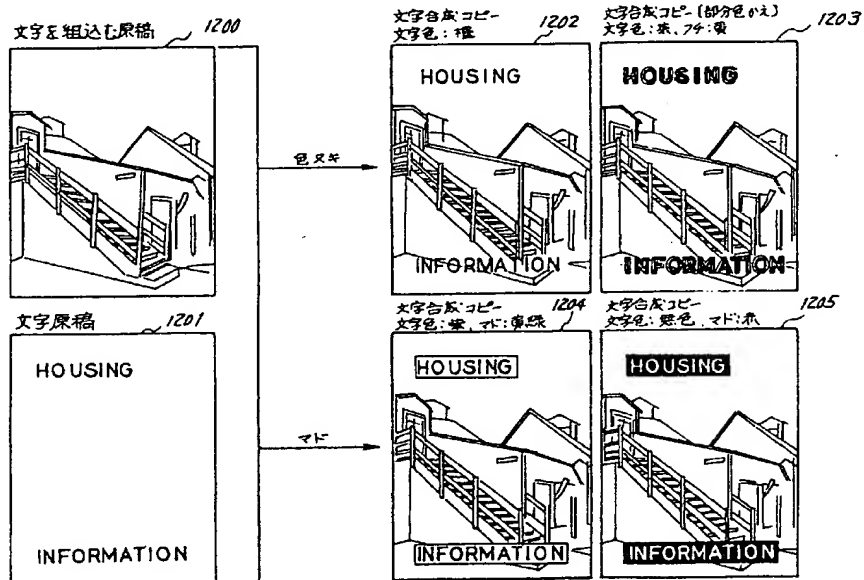 文字を組込む原稿
1200
文字原稿
1201
HOUSING
INFORMATION
色ヌキ
マド
文字合成コピー
文字色：橙
1202
HOUSING
INFORMATION
文字合成コピー（部分色かえ）
文字色： 、フチ：黄
1203
HOUSING
INFORMATION
文字合成コピー
文字色： 、マド：黄緑
1204
HOUSING
INFORMATION
文字合成コピー
文字色： 色、マド：赤
1205
HOUSING
INFORMATION